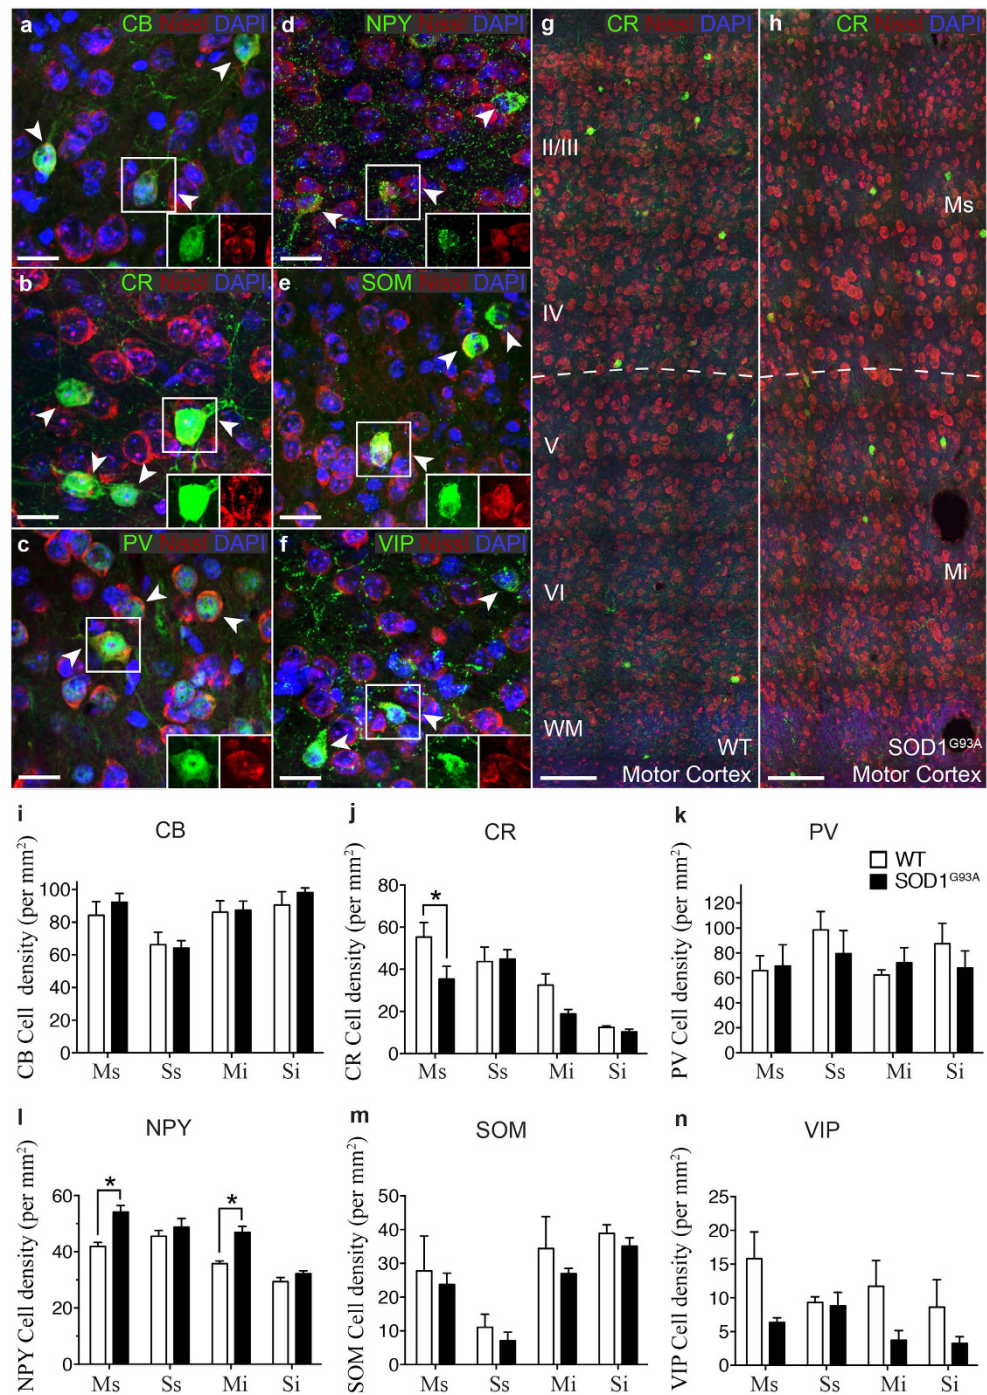 a CB Nissl DAPI
d NPY Nissl DAPI
g CR Nissl DAPI
h CR Nissl DAPI
II/III
Ms
b CR Nissl DAPI
e SOM Nissl DAPI
IV
V
c PV Nissl DAPI
f VIP Nissl DAPI
Mi
VI
WM
WT
Motor Cortex
SOD1G93A
Motor Cortex
i
CB
CB Cell density (per mm²)
100
80
60
40
20
0
Ms Ss Mi Si
j
CR
CR Cell density (per mm²)
80
60
40
20
0
*
Ms Ss Mi Si
k
PV
WT
SOD1G93A
PV Cell density (per mm²)
120
100
80
60
40
20
0
Ms Ss Mi Si
l
NPY
NPY Cell density (per mm²)
60
40
20
0
* *
Ms Ss Mi Si
m
SOM
SOM Cell density (per mm²)
50
40
30
20
10
0
Ms Ss Mi Si
n
VIP
VIP Cell density (per mm²)
25
20
15
10
5
0
Ms Ss Mi Si